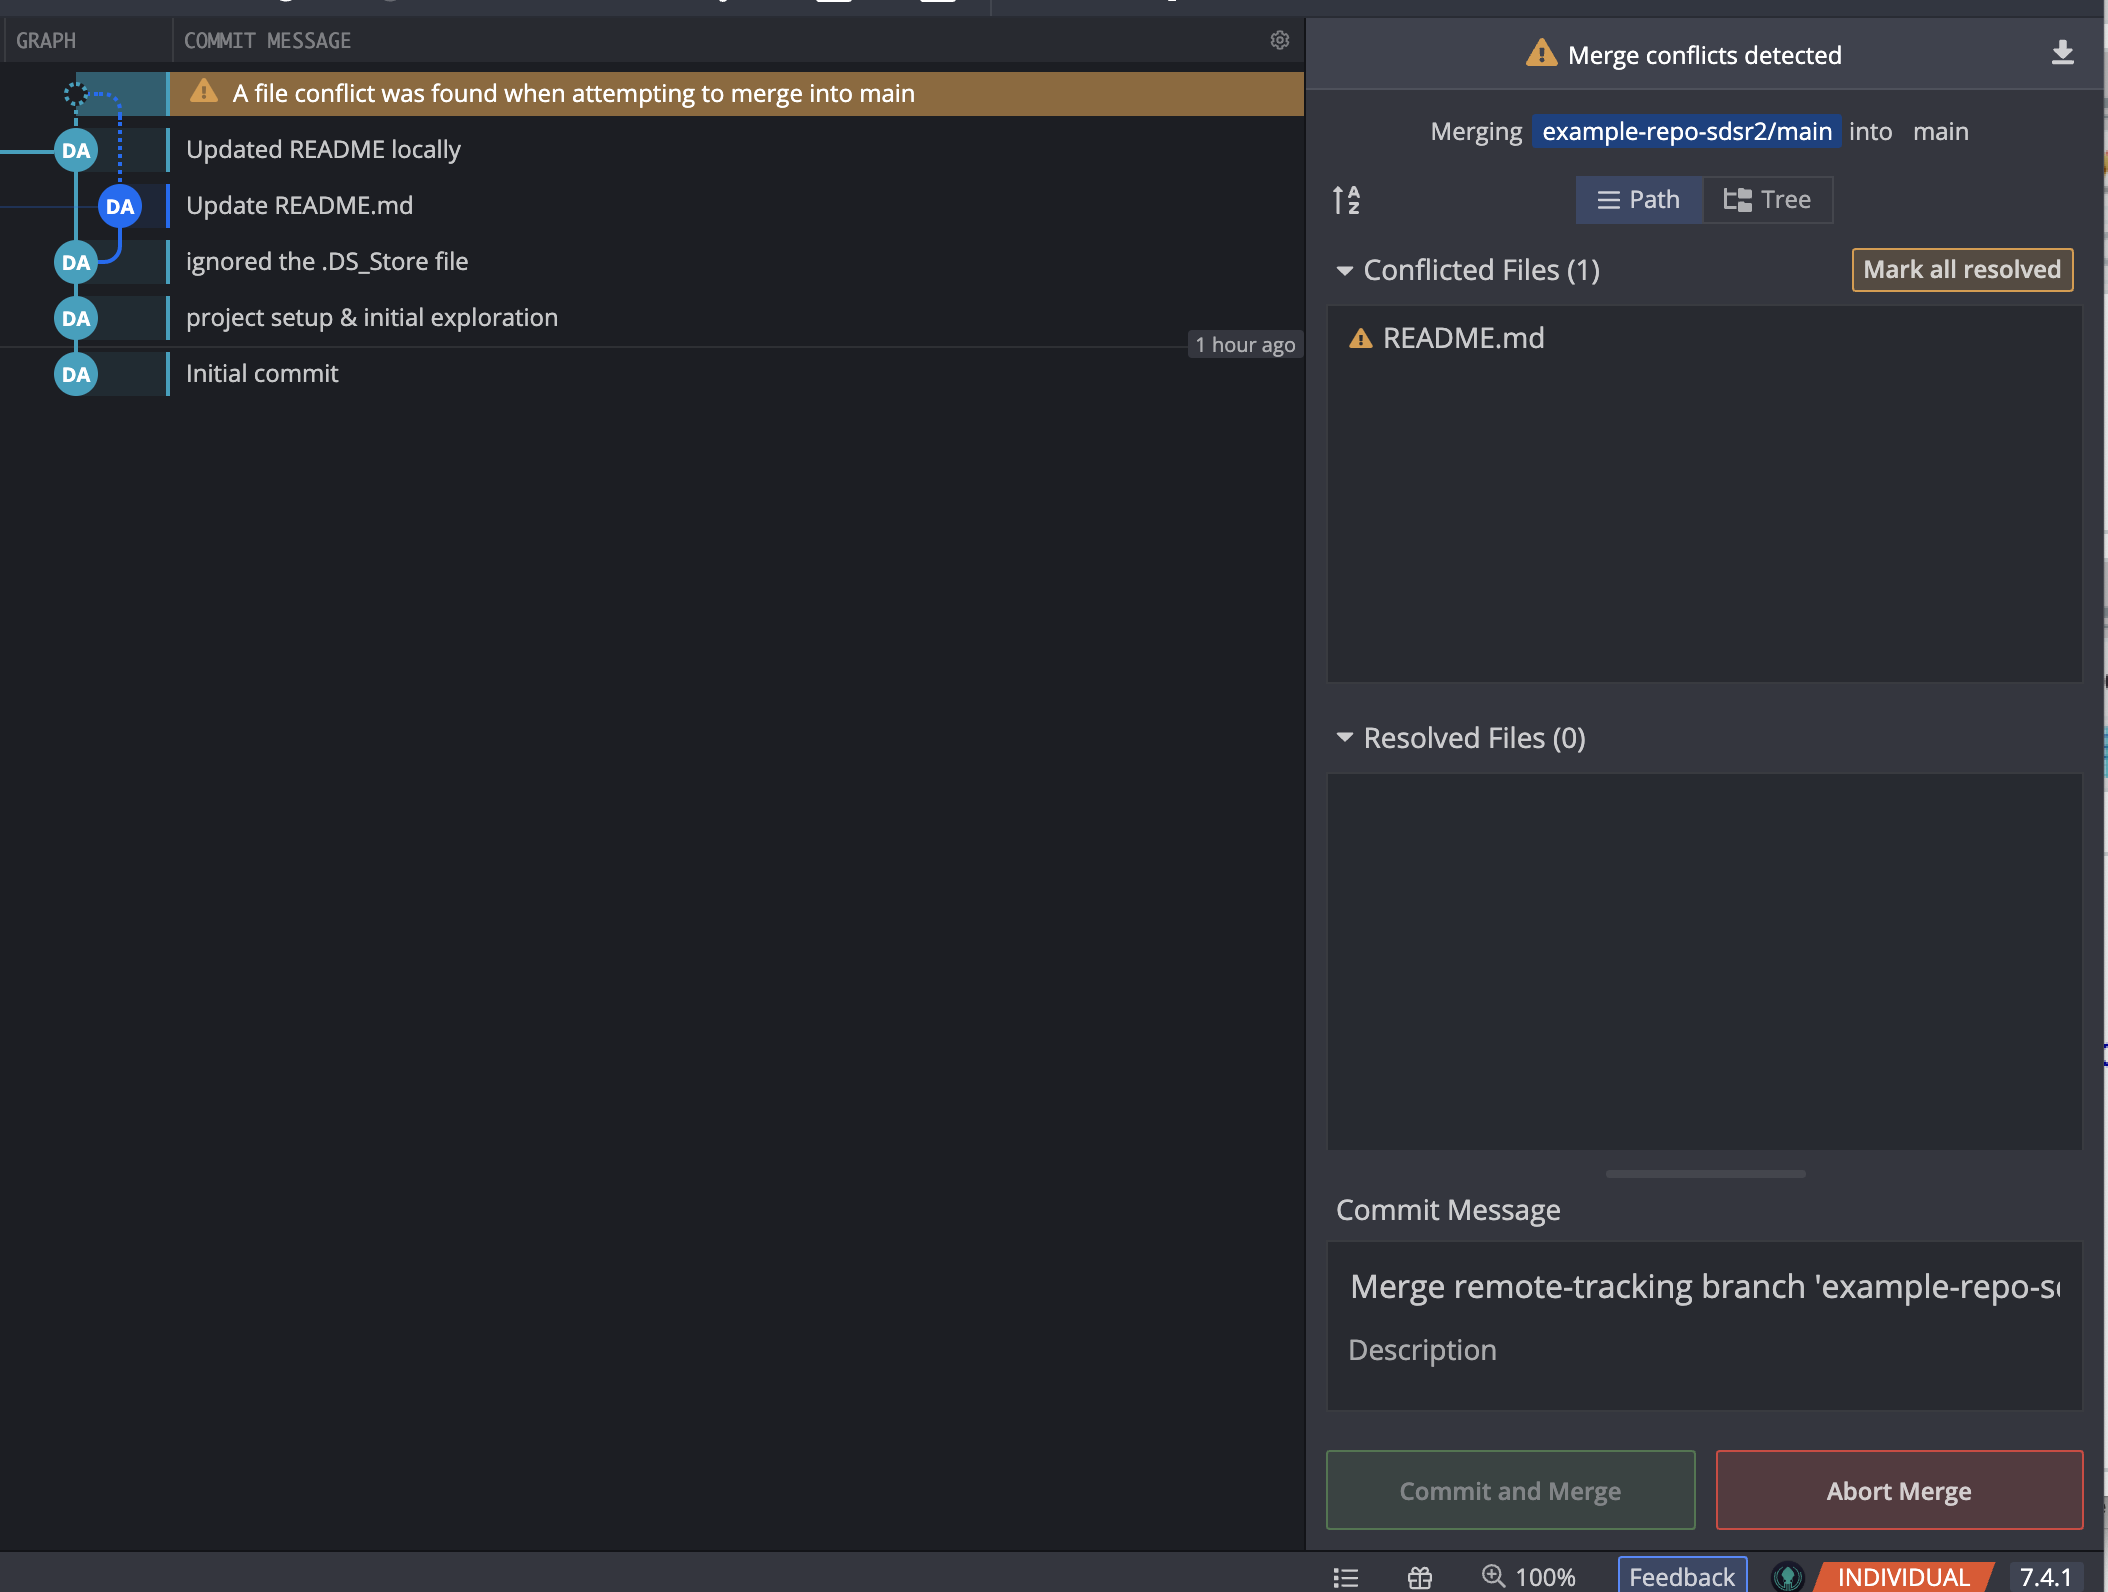 GRAPH
COMMIT MESSAGE
A file conflict was found when attempting to merge into main
DA
Updated README locally
DA
Update README.md
DA
ignored the .DS_Store file
DA
project setup & initial exploration
1 hour ago
DA
Initial commit
Merge conflicts detected
Merging example-repo-sdsr2/main into main
A
Z
Path
Tree
Conflicted Files (1)
Mark all resolved
README.md
Resolved Files (0)
Commit Message
Merge remote-tracking branch 'example-repo-s
Description
Commit and Merge
Abort Merge
100%
Feedback
INDIVIDUAL
7.4.1